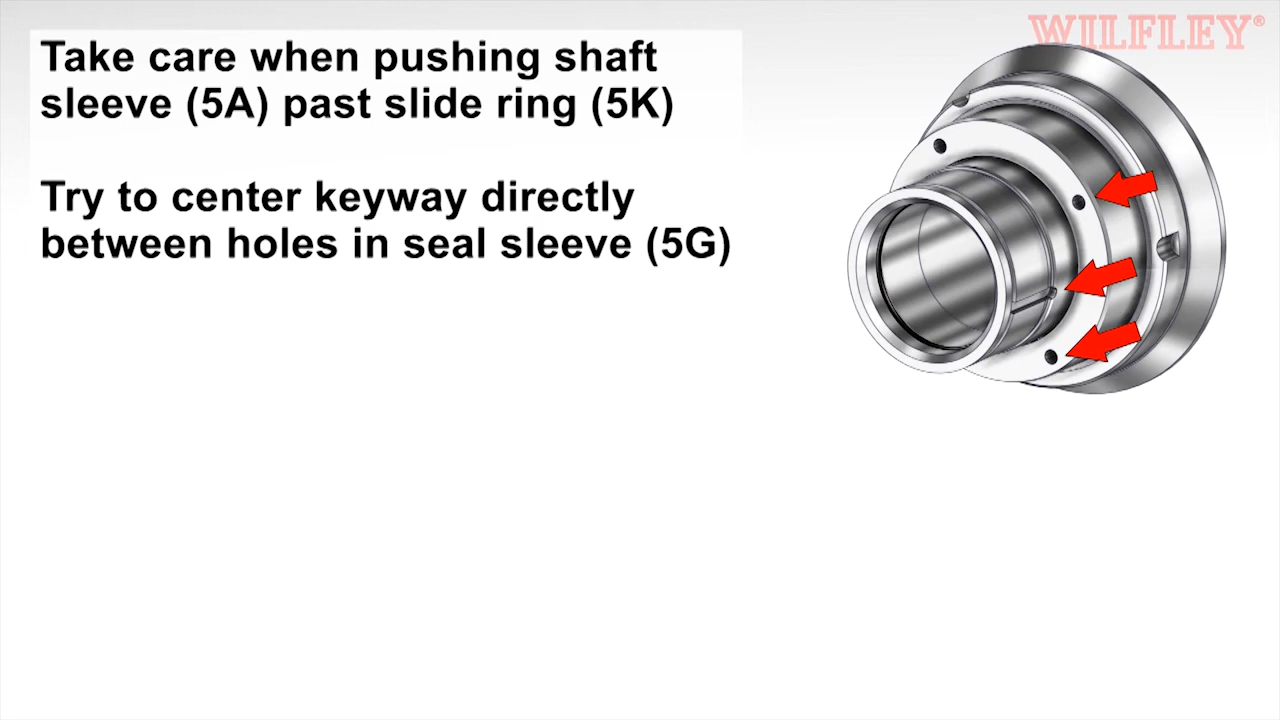 WILFLEY®
Take care when pushing shaft
sleeve (5A) past slide ring (5K)
Try to center keyway directly
between holes in seal sleeve (5G)